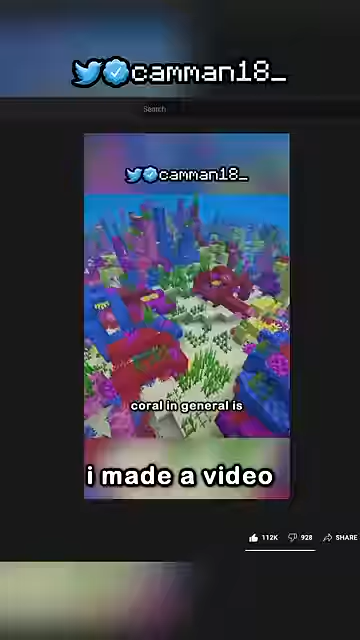 camman18_
Search
camman18_
coral in general is
i made a video
112K 928 SHARE